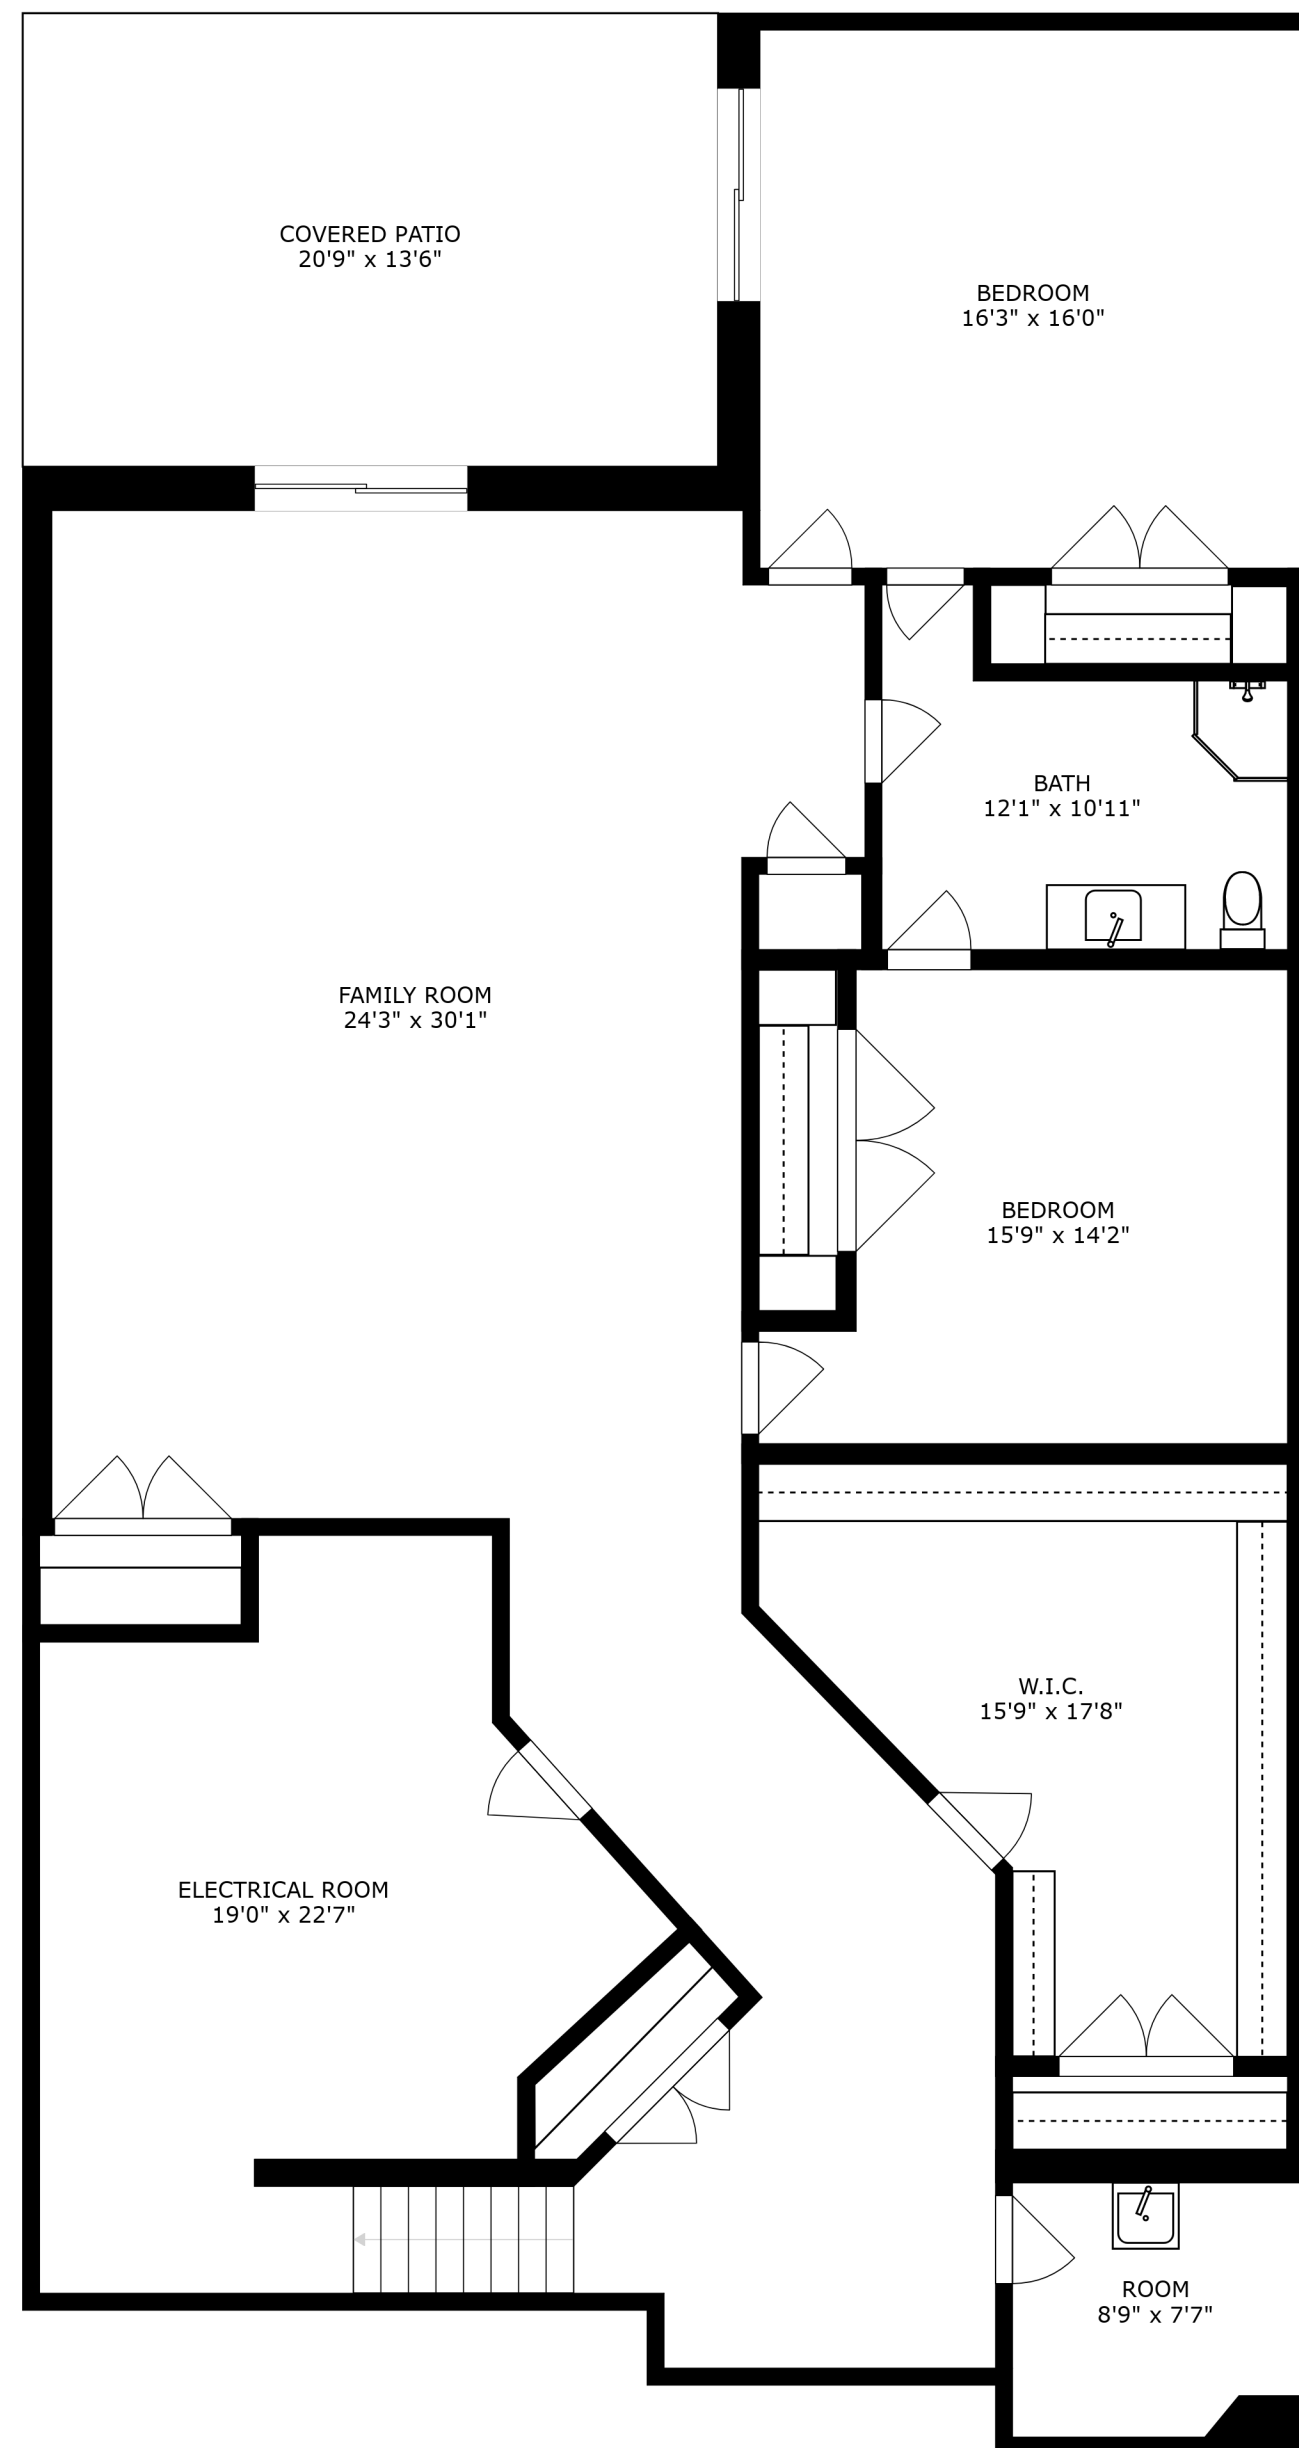 COVERED PATIO
20'9" x 13'6"
BEDROOM
16'3" x 16'0"
BATH
12'1" x 10'11"
FAMILY ROOM
24'3" x 30'1"
BEDROOM
15'9" x 14'2"
W.I.C.
15'9" x 17'8"
ELECTRICAL ROOM
19'0" x 22'7"
ROOM
8'9" x 7'7"